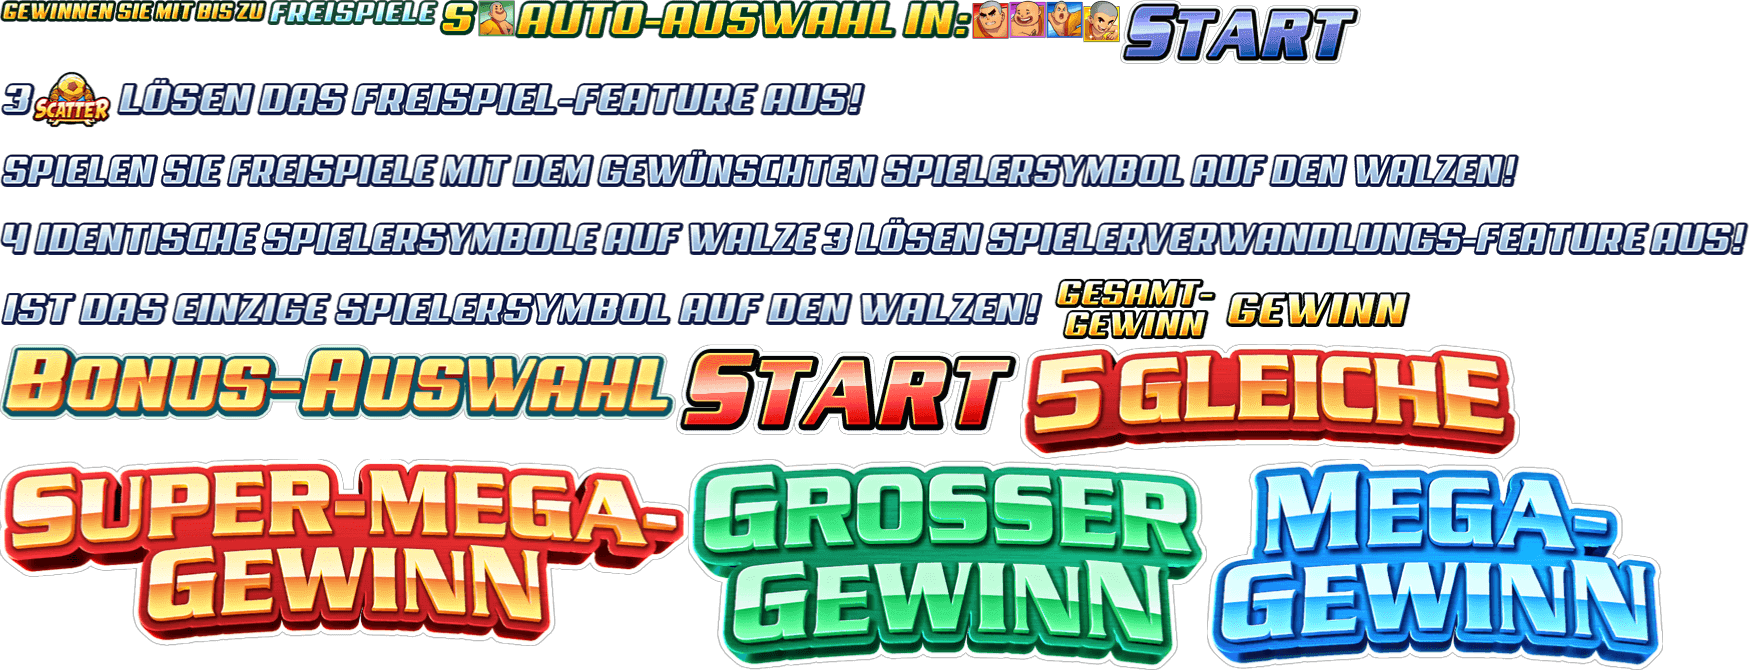 GEWINNEN SIE MIT BIS ZU FREISPIELE S AUTO-AUSWAHL IN: START
3 SCATTER LÖSEN DAS FREISPIEL-FEATURE AUS!
SPIELEN SIE FREISPIELE MIT DEM GEWÜNSCHTEN SPIELERSYMBOL AUF DEN WALZEN!
4 IDENTISCHE SPIELERSYMBOLE AUF WALZE 3 LÖSEN SPIELERVERWANDLUNGS-FEATURE AUS!
IST DAS EINZIGE SPIELERSYMBOL AUF DEN WALZEN!
GESAMT-
GEWINN
GEWINN
BONUS-AUSWAHL START 5 GLEICHE
SUPER-MEGA-
GEWINN
GROSSER
GEWINN
MEGA-
GEWINN